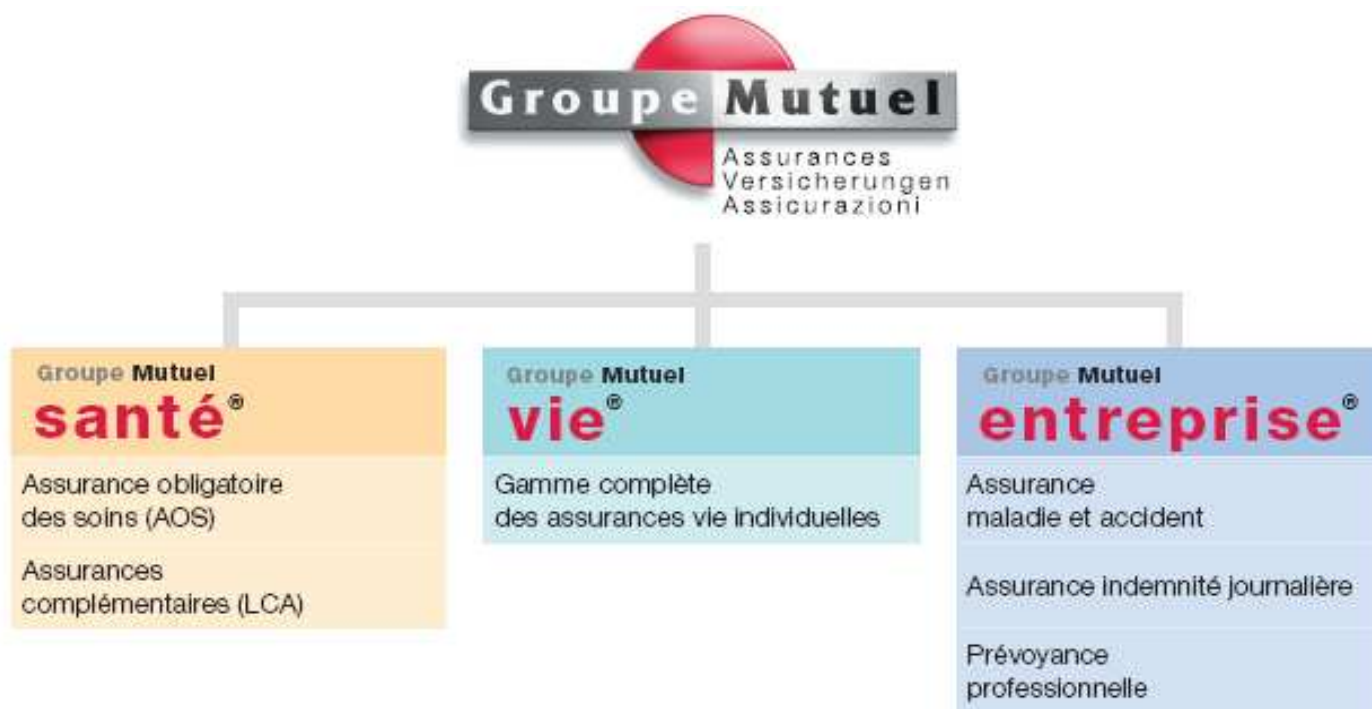 Groupe Mutuel
Assurances
Versicherungen
Assicurazioni
Groupe Mutuel
santé®
Assurance obligatoire
des soins (AOS)
Assurances
complémentaires (LCA)
Groupe Mutuel
vie®
Gamme complète
des assurances vie individuelles
Groupe Mutuel
entreprise®
Assurance
maladie et accident
Assurance indemnité journalière
Prévoyance
professionnelle